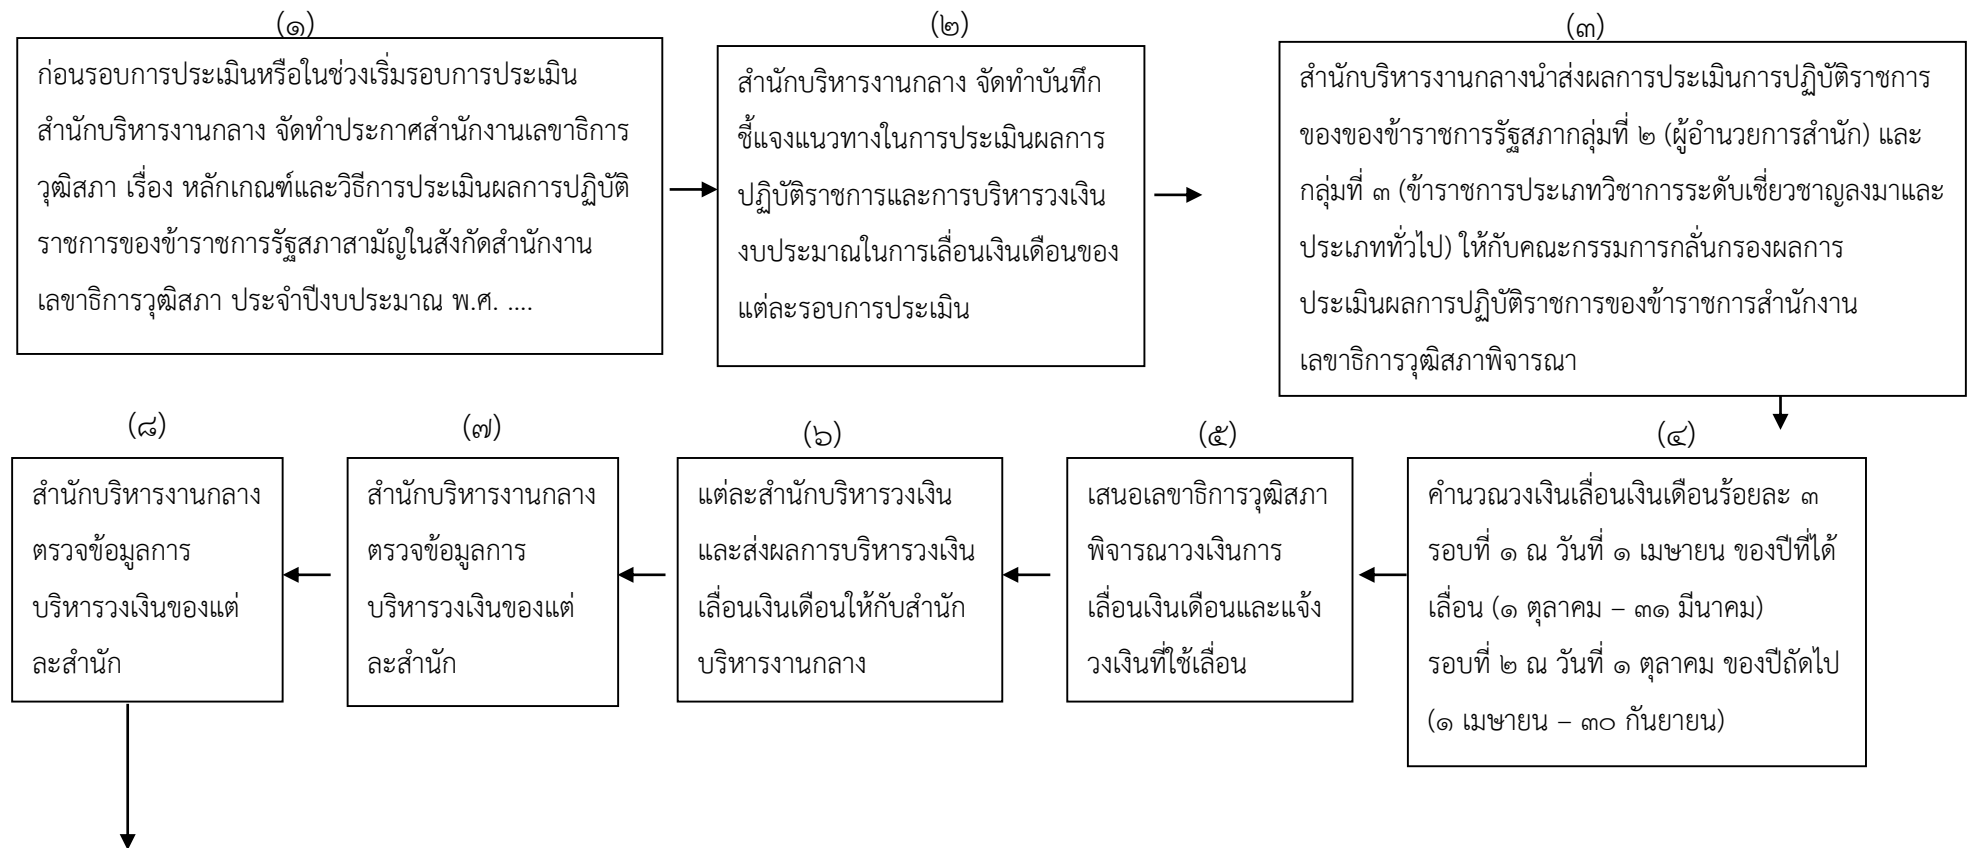 (๑)
ก่อนรอบการประเมินหรือในช่วงเริ่มรอบการประเมิน
สำนักบริหารงานกลาง จัดทำประกาศสำนักงานเลขาธิการ
วุฒิสภา เรื่อง หลักเกณฑ์และวิธีการประเมินผลการปฏิบัติ
ราชการของข้าราชการรัฐสภาสามัญในสังกัดสำนักงาน
เลขาธิการวุฒิสภา ประจำปีงบประมาณ พ.ศ. ....
(๒)
สำนักบริหารงานกลาง จัดทำบันทึก
ชี้แจงแนวทางในการประเมินผลการ
ปฏิบัติราชการและการบริหารวงเงิน
งบประมาณในการเลื่อนเงินเดือนของ
แต่ละรอบการประเมิน
(๓)
สำนักบริหารงานกลางนำส่งผลการประเมินการปฏิบัติราชการ
ของของข้าราชการรัฐสภากลุ่มที่ ๒ (ผู้อำนวยการสำนัก) และ
กลุ่มที่ ๓ (ข้าราชการประเภทวิชาการระดับเชี่ยวชาญลงมาและ
ประเภททั่วไป) ให้กับคณะกรรมการกลั่นกรองผลการ
ประเมินผลการปฏิบัติราชการของข้าราชการสำนักงาน
เลขาธิการวุฒิสภาพิจารณา
(๔)
คำนวณวงเงินเลื่อนเงินเดือนร้อยละ ๓
รอบที่ ๑ ณ วันที่ ๑ เมษายน ของปีที่ได้
เลื่อน (๑ ตุลาคม – ๓๑ มีนาคม)
รอบที่ ๒ ณ วันที่ ๑ ตุลาคม ของปีถัดไป
(๑ เมษายน – ๓๐ กันยายน)
(๕)
เสนอเลขาธิการวุฒิสภา
พิจารณาวงเงินการ
เลื่อนเงินเดือนและแจ้ง
วงเงินที่ใช้เลื่อน
(๖)
แต่ละสำนักบริหารวงเงิน
และส่งผลการบริหารวงเงิน
เลื่อนเงินเดือนให้กับสำนัก
บริหารงานกลาง
(๗)
สำนักบริหารงานกลาง
ตรวจข้อมูลการ
บริหารวงเงินของแต่
ละสำนัก
(๘)
สำนักบริหารงานกลาง
ตรวจข้อมูลการ
บริหารวงเงินของแต่
ละสำนัก